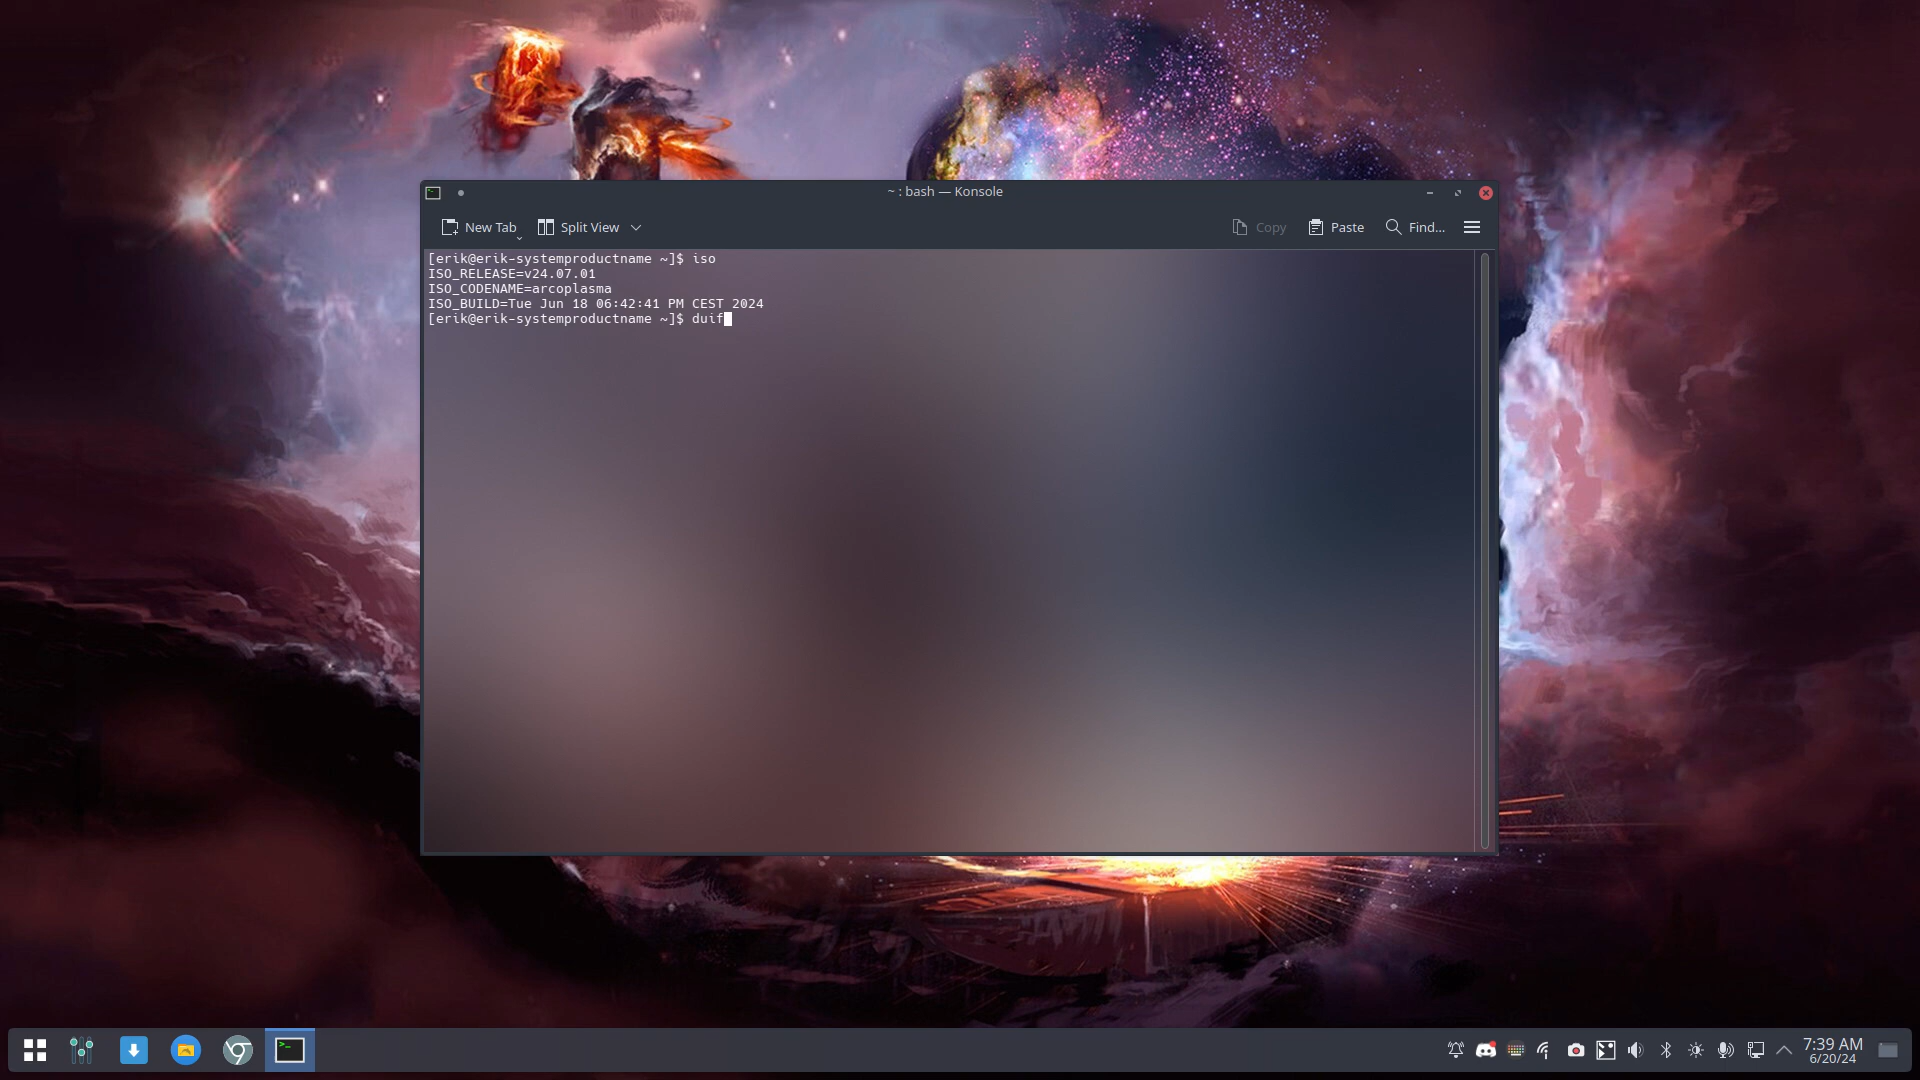 ~ : bash — Konsole
New Tab Split View Copy Paste Find...
[erik@erik-systemproductname ~]$ iso
ISO_RELEASE=v24.07.01
ISO_CODENAME=arcoplasma
ISO_BUILD=Tue Jun 18 06:42:41 PM CEST 2024
[erik@erik-systemproductname ~]$ duif
7:39 AM
6/20/24